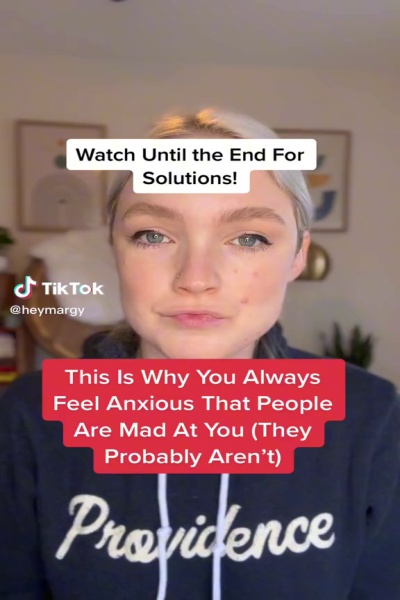 Watch Until the End For
Solutions!
TikTok
@heymargy
This Is Why You Always
Feel Anxious That People
Are Mad At You (They
Probably Aren't)
Providence